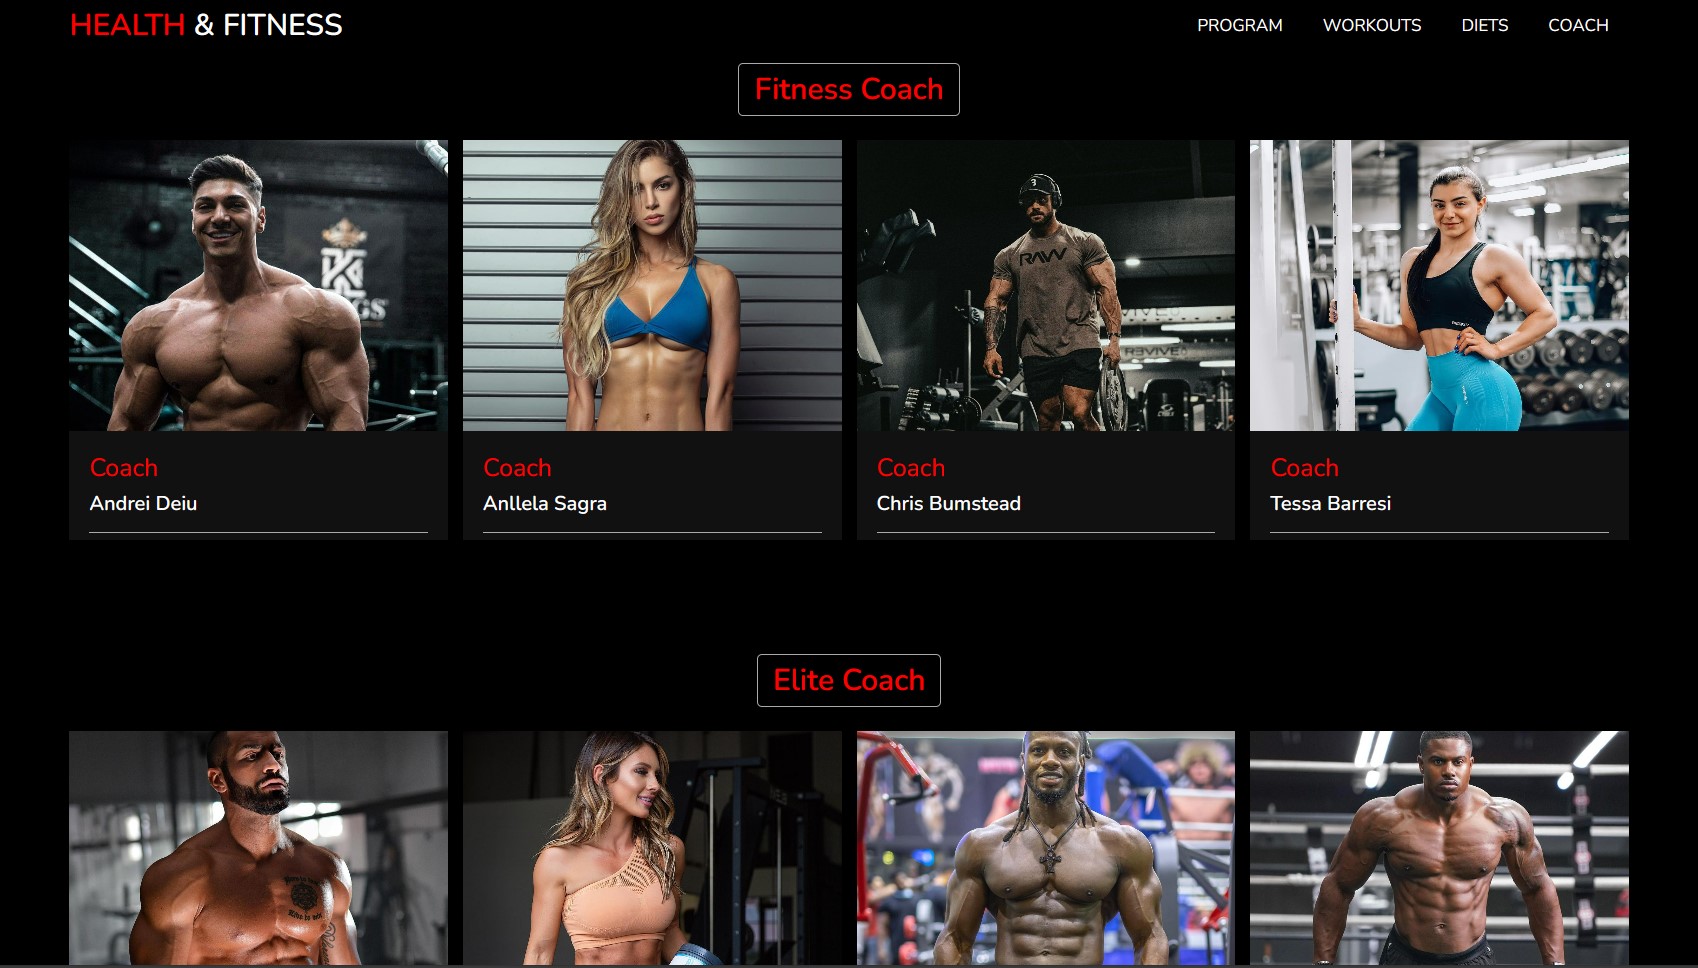 HEALTH & FITNESS
PROGRAM WORKOUTS DIETS COACH
Fitness Coach
RAW
REVIVE
Coach
Andrei Deiu
Coach
Anllela Sagra
Coach
Chris Bumstead
Coach
Tessa Barresi
Elite Coach